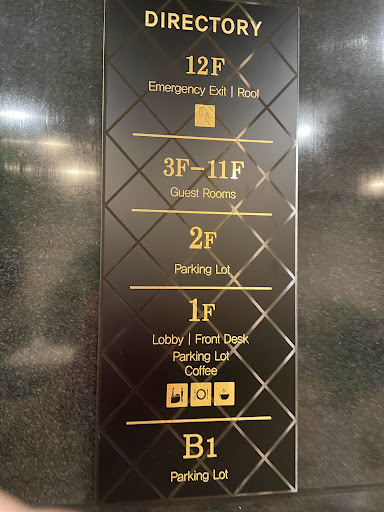 DIRECTORY
12F
Emergency Exit | Roof
3F-11F
Guest Rooms
2F
Parking Lot
1F
Lobby | Front Desk
Parking Lot
Coffee
B1
Parking Lot